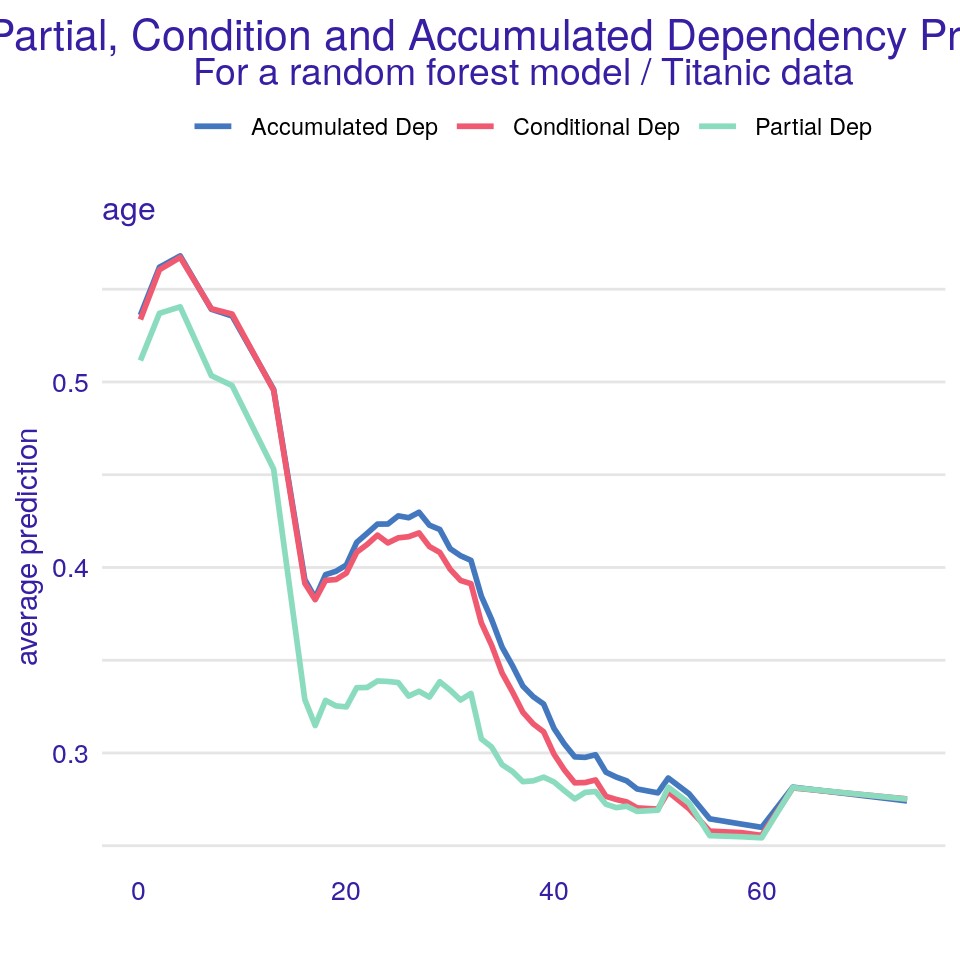 Partial, Condition and Accumulated Dependency Pr
For a random forest model / Titanic data
Accumulated Dep Conditional Dep Partial Dep
age
average prediction
0.5
0.4
0.3
0 20 40 60